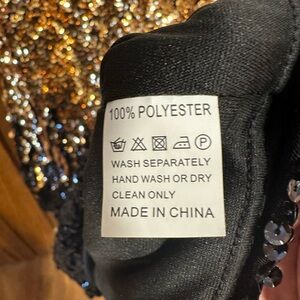 100% POLYESTER
P
WASH SEPARATELY
HAND WASH OR DRY
CLEAN ONLY
MADE IN CHINA